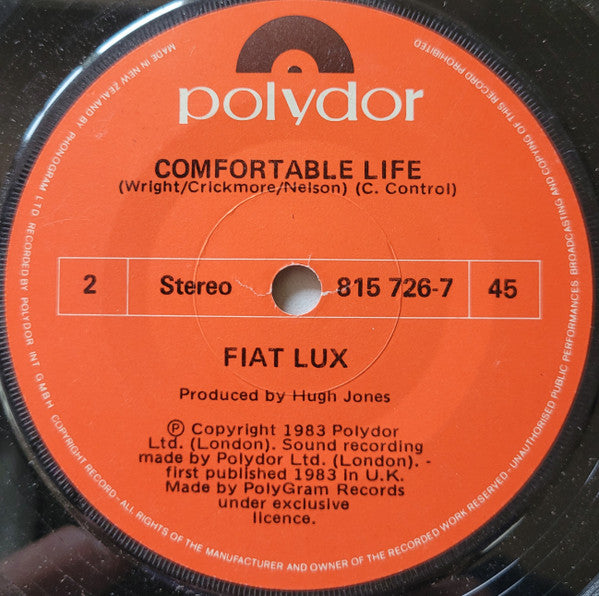 polydor
COMFORTABLE LIFE
(Wright/Crickmore/Nelson) (C. Control)
2 Stereo 815 726-7 45
FIAT LUX
Produced by Hugh Jones
Ⓟ Copyright 1983 Polydor
Ltd. (London). Sound recording
made by Polydor Ltd. (London). -
first published 1983 in U.K.
Made by PolyGram Records
under exclusive
licence.
MADE IN NEW ZEALAND BY PHONOGRAM LTD RECORDED BY POLYDOR INT GMBH COPYRIGHT RECORD - ALL RIGHTS OF THE MANUFACTURER AND OWNER OF THE RECORDED WORK RESERVED - UNAUTHORISED PUBLIC PERFORMANCES BROADCASTING AND COPYING OF THIS RECORD PROHIBITED